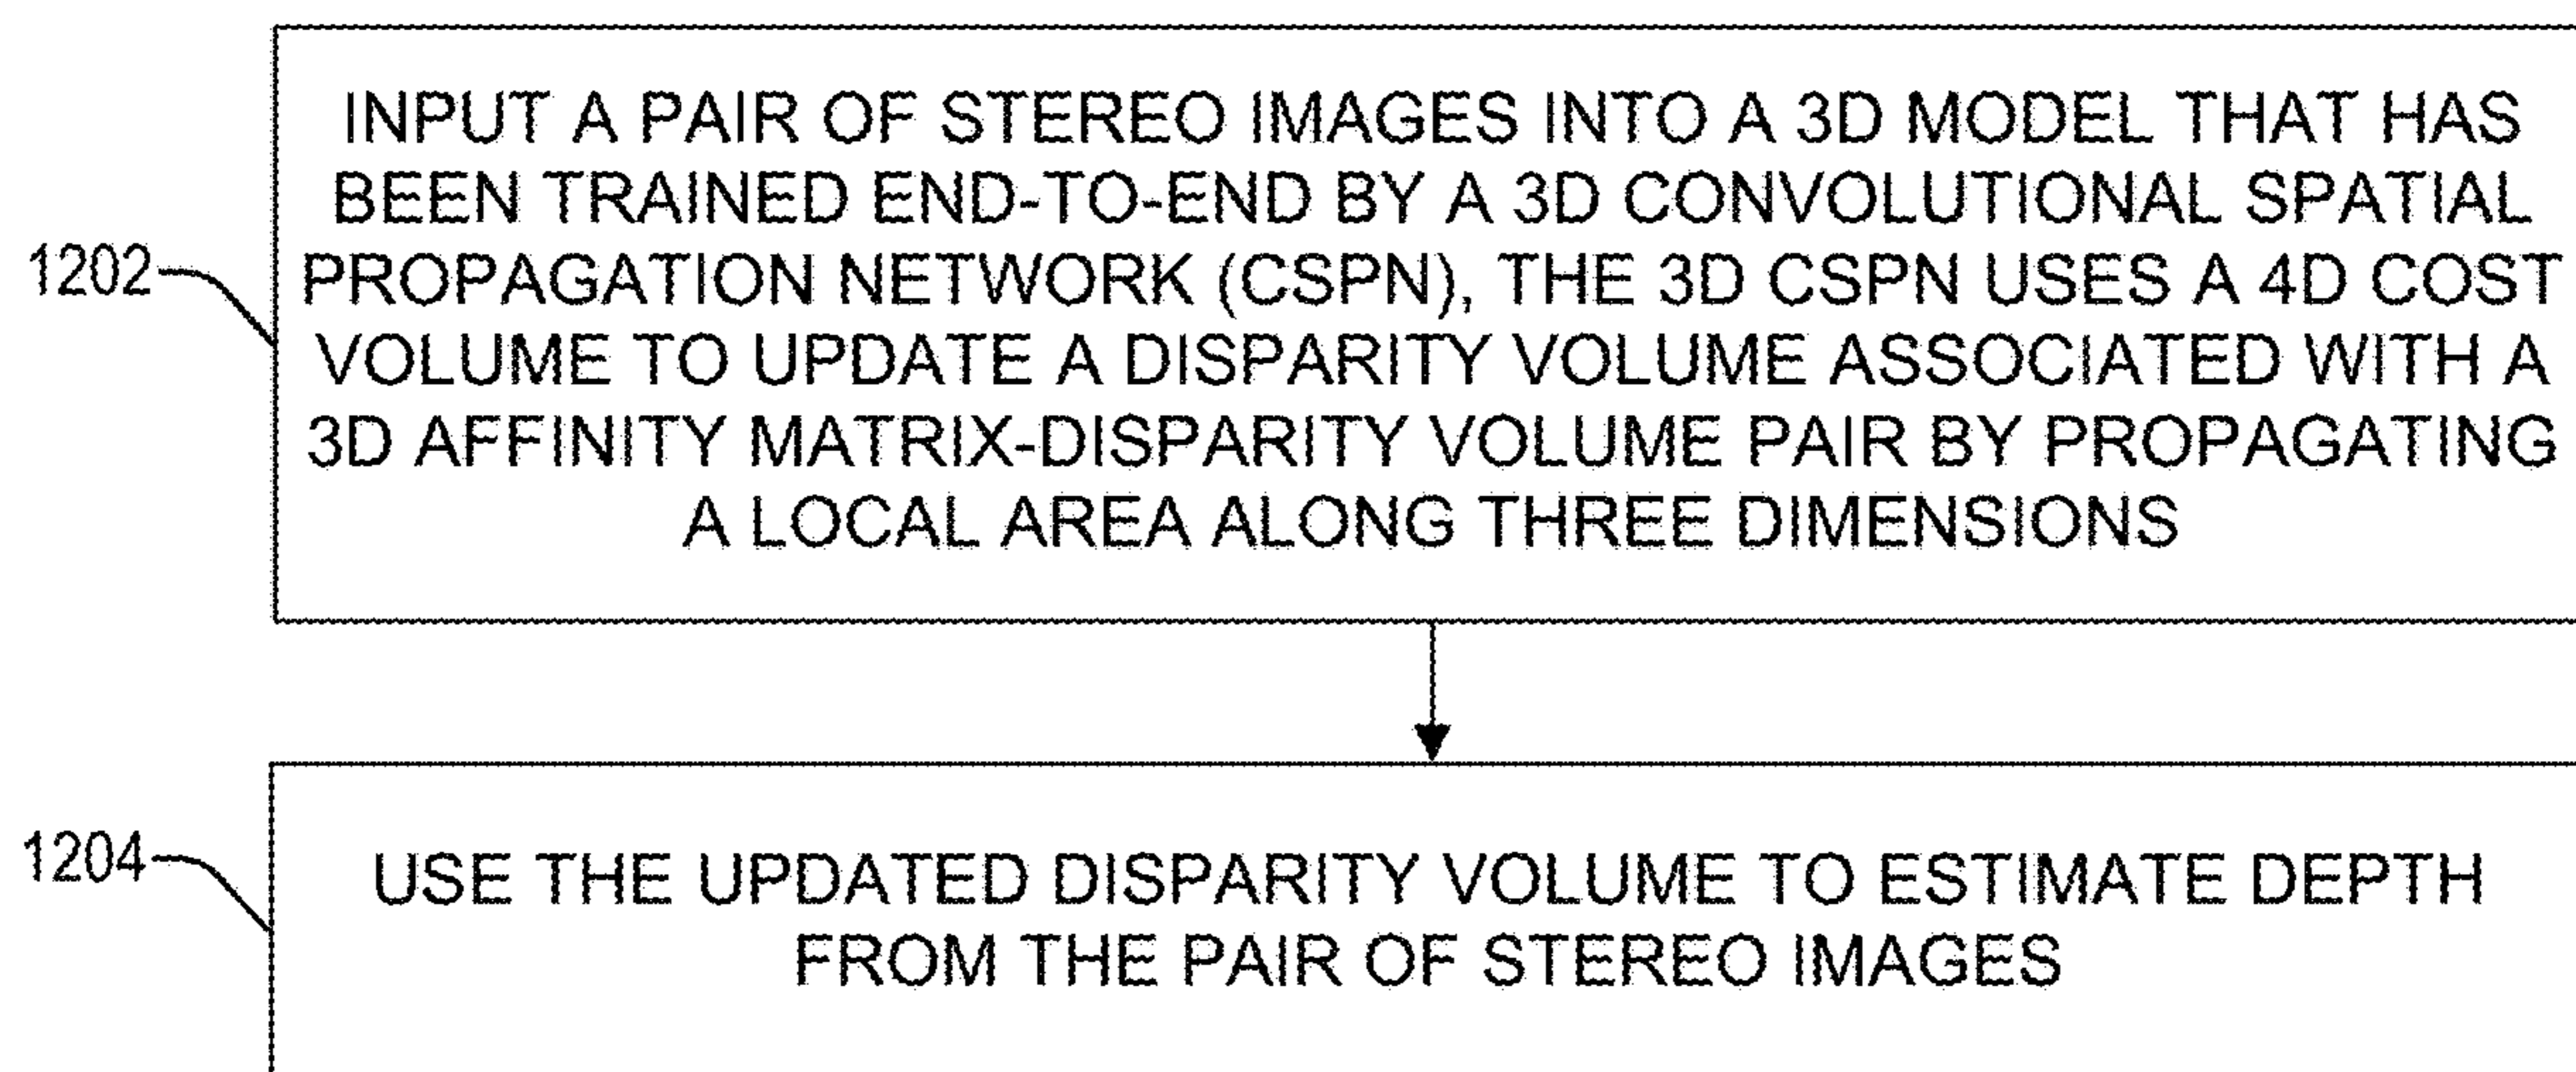 INPUT A PAIR OF STEREO IMAGES INTO A 3D MODEL THAT HAS
BEEN TRAINED END-TO-END BY A 3D CONVOLUTIONAL SPATIAL
1202
PROPAGATION NETWORK (CSPN), THE 3D CSPN USES A 4D COST
VOLUME TO UPDATE A DISPARITY VOLUME ASSOCIATED WITH A
3D AFFINITY MATRIX-DISPARITY VOLUME PAIR BY PROPAGATING
A LOCAL AREA ALONG THREE DIMENSIONS
1204
USE THE UPDATED DISPARITY VOLUME TO ESTIMATE DEPTH
FROM THE PAIR OF STEREO IMAGES